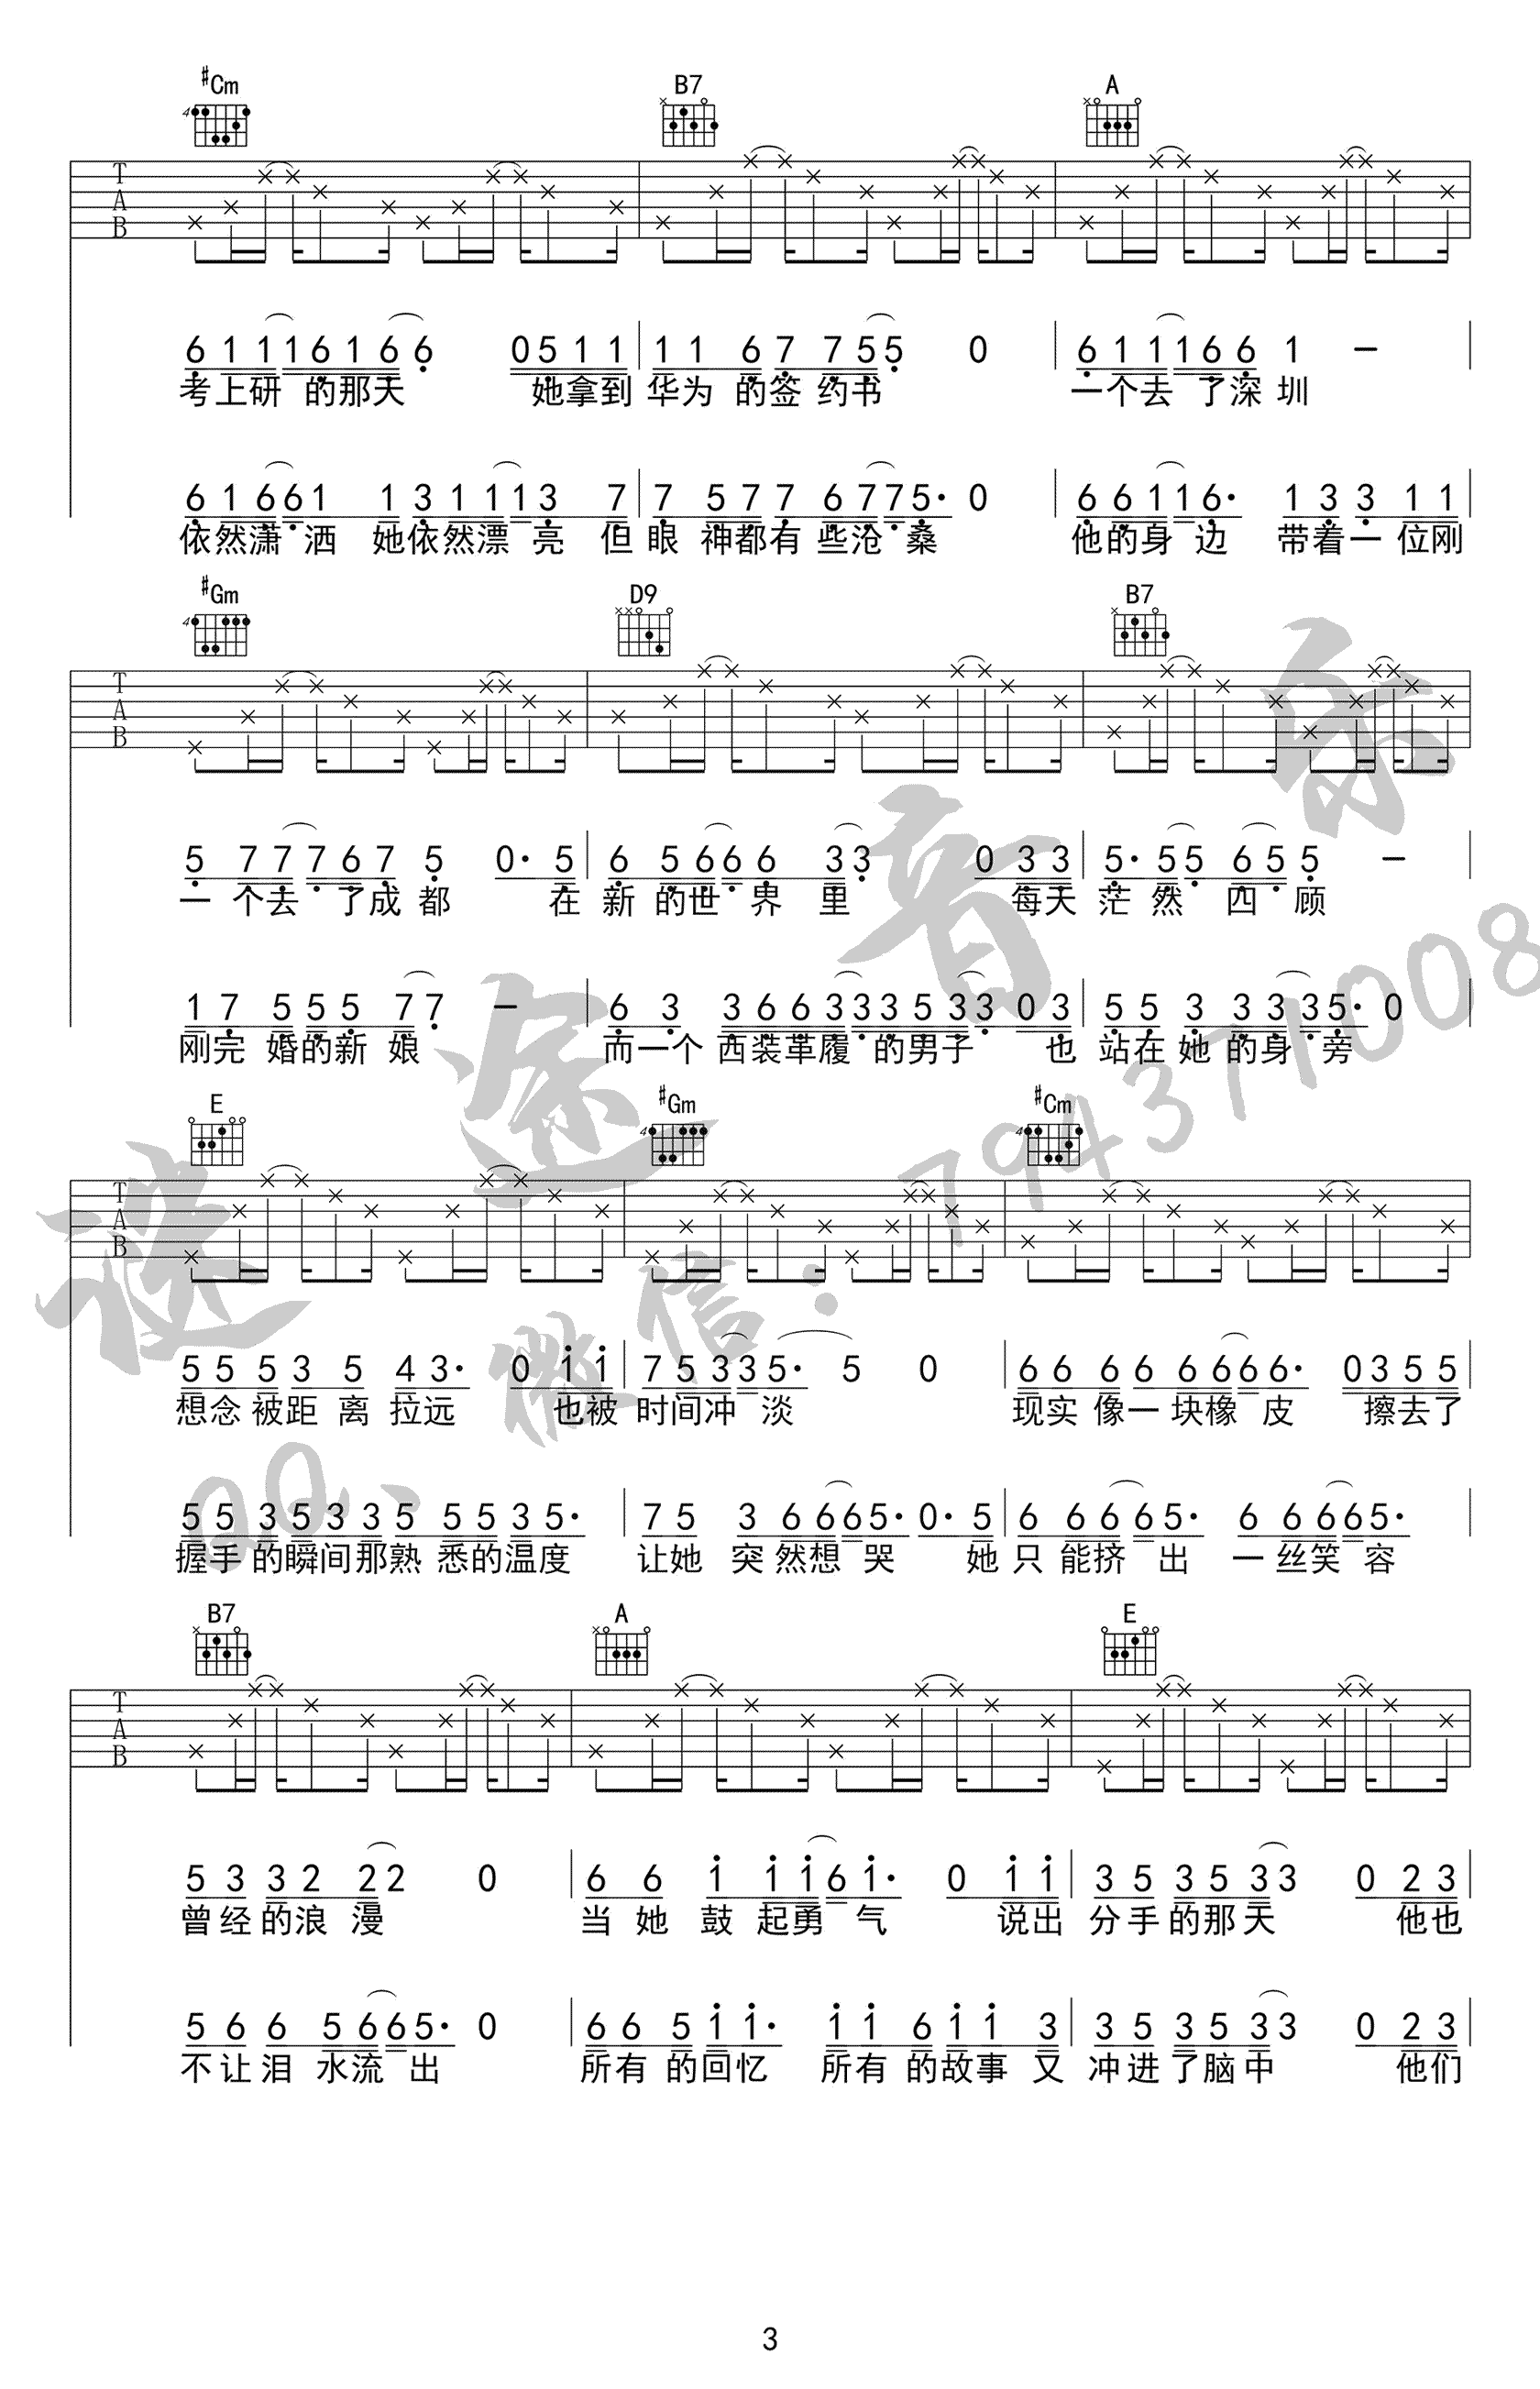 #Cm B7 A
T
A
B
6 1 1 1 6 1 6 6 0 5 1 1 1 1 6 7 7 5 5 0 6 1 1 1 6 6 1 -
考上研 的那天 她拿到 华为 的签 约书 一个去 了深 圳
6 1 6 6 1 1 3 1 1 1 3 7 7 5 7 7 6 7 7 5· 0 6 6 1 1 6· 1 3 3 1 1
依然潇 洒 她依然漂 亮 但 眼 神都有 些沧 桑 他的身 边 带着一 位刚
#Gm D9 B7
T
A
B
5 7 7 7 6 7 5 0· 5 6 5 6 6 6 3 3 0 3 3 5· 5 5 6 5 5 -
一 个去 了成 都 在 新 的世 界 里 每天 茫 然 四 顾
1 7 5 5 5 7 7 - 6 3 3 6 6 3 3 3 5 3 3 0 3 5 5 3 3 3 3 5· 0
刚完 婚的新 娘 而一个 西装革履 的男子 也 站在她 的身 旁
E #Gm #Cm
T
A
B
5 5 5 3 5 4 3· 0 1 1 7 5 3 3 5· 5 0 6 6 6 6 6 6 6 6· 0 3 5 5
想念 被距 离 拉远 也被 时间冲 淡 现实 像一 块橡 皮 擦去了
5 5 3 5 3 3 5 5 5 3 5· 7 5 3 6 6 6 5· 0· 5 6 6 6 6 5· 6 6 6 6 5·
握手 的瞬间那熟 悉的温度 让她 突然想 哭 她 只 能挤 出 一丝笑 容
B7 A E
T
A
B
5 3 3 2 2 2 0 6 6 1 1 1 6 1· 0 1 1 3 5 3 5 3 3 0 2 3
曾经的浪 漫 当 她 鼓 起勇 气 说出 分手的那天 他也
5 6 6 5 6 6 5· 0 6 6 5 1 1· 1 1 6 1 1 3 3 5 3 5 3 3 0 2 3
不让泪 水流 出 所有 的回忆 所有 的故事 又 冲进了脑中 他们
谜途音乐
QQ、微信：794371008
3